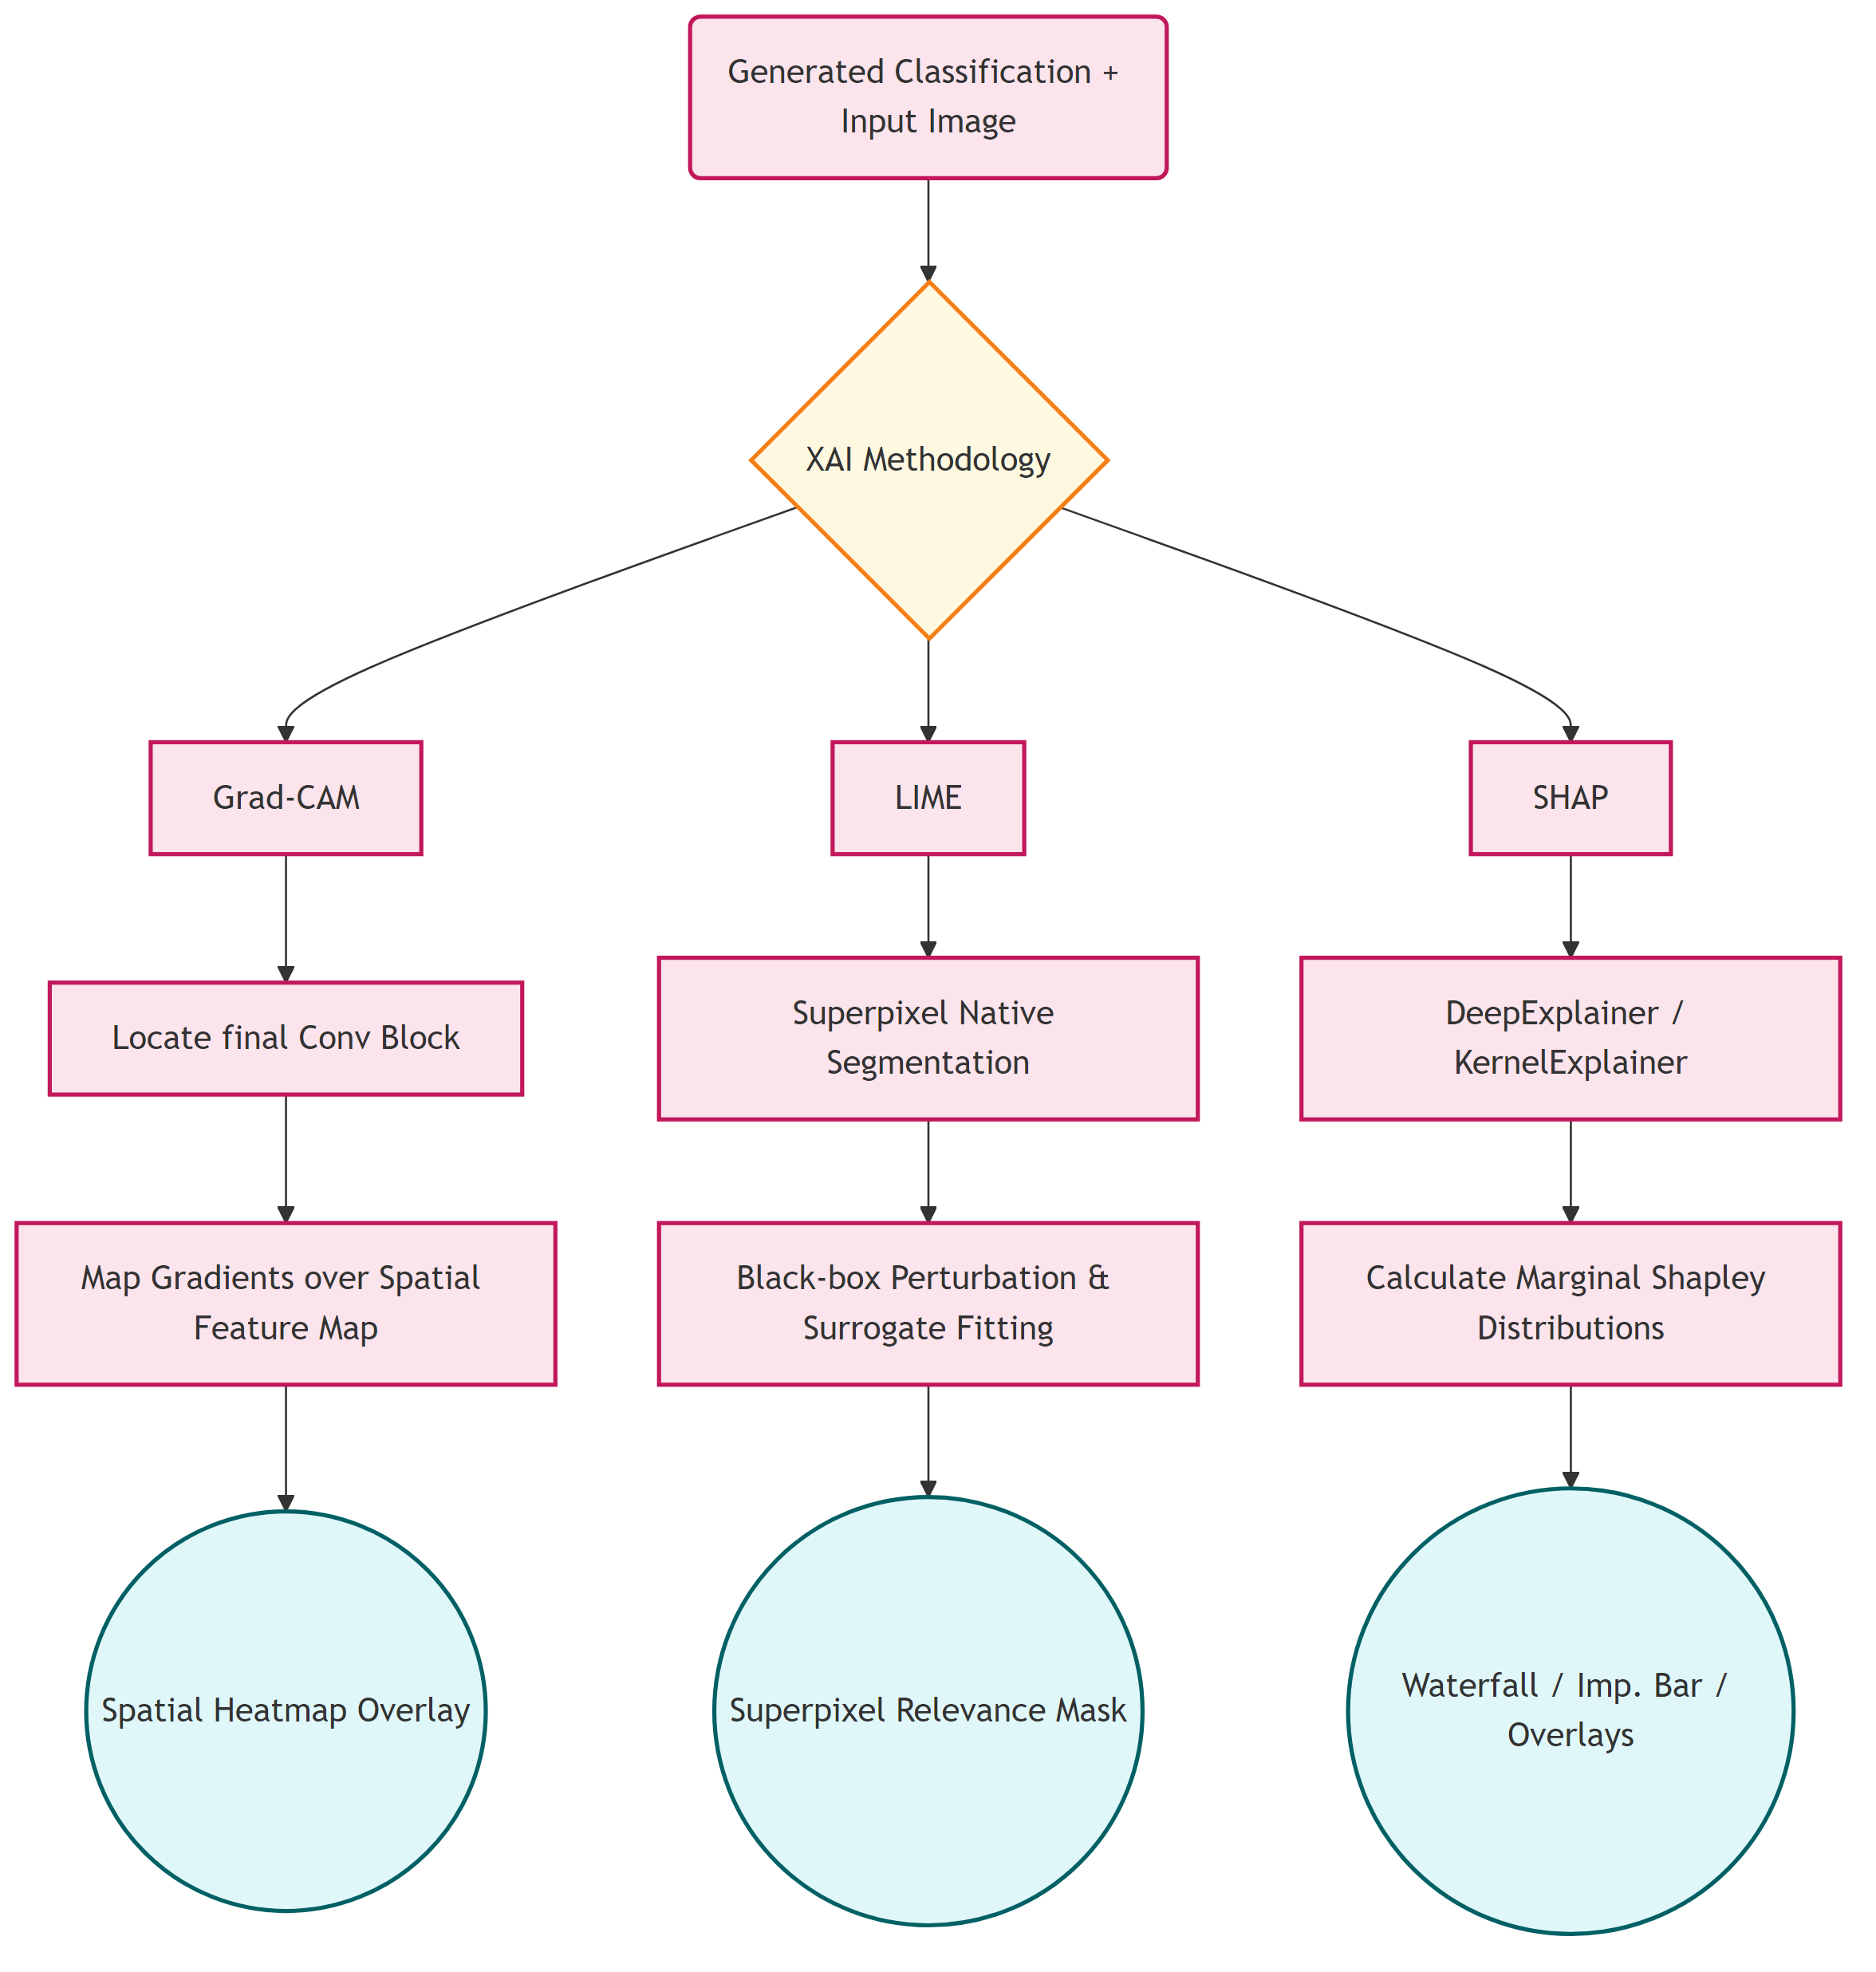 Generated Classification +
Input Image
XAI Methodology
Grad-CAM
LIME
SHAP
Locate final Conv Block
Superpixel Native
Segmentation
DeepExplainer /
KernelExplainer
Map Gradients over Spatial
Feature Map
Black-box Perturbation &
Surrogate Fitting
Calculate Marginal Shapley
Distributions
Spatial Heatmap Overlay
Superpixel Relevance Mask
Waterfall / Imp. Bar /
Overlays